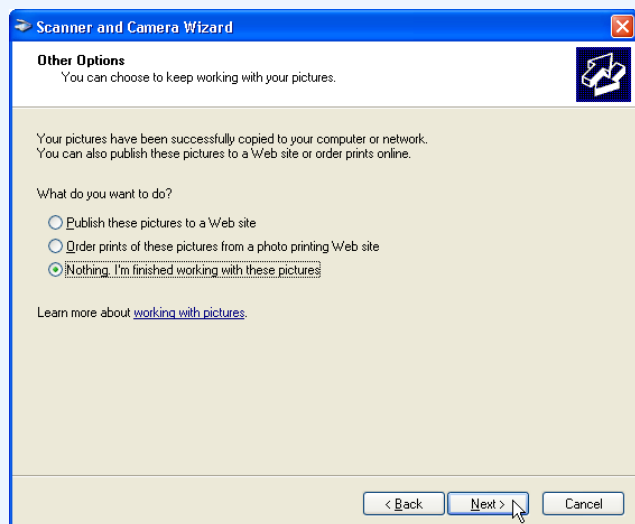 Scanner and Camera Wizard
Other Options
You can choose to keep working with your pictures.
Your pictures have been successfully copied to your computer or network.
You can also publish these pictures to a Web site or order prints online.
What do you want to do?
Publish these pictures to a Web site
Order prints of these pictures from a photo printing Web site
Nothing. I'm finished working with these pictures
Learn more about working with pictures.
< Back Next > Cancel